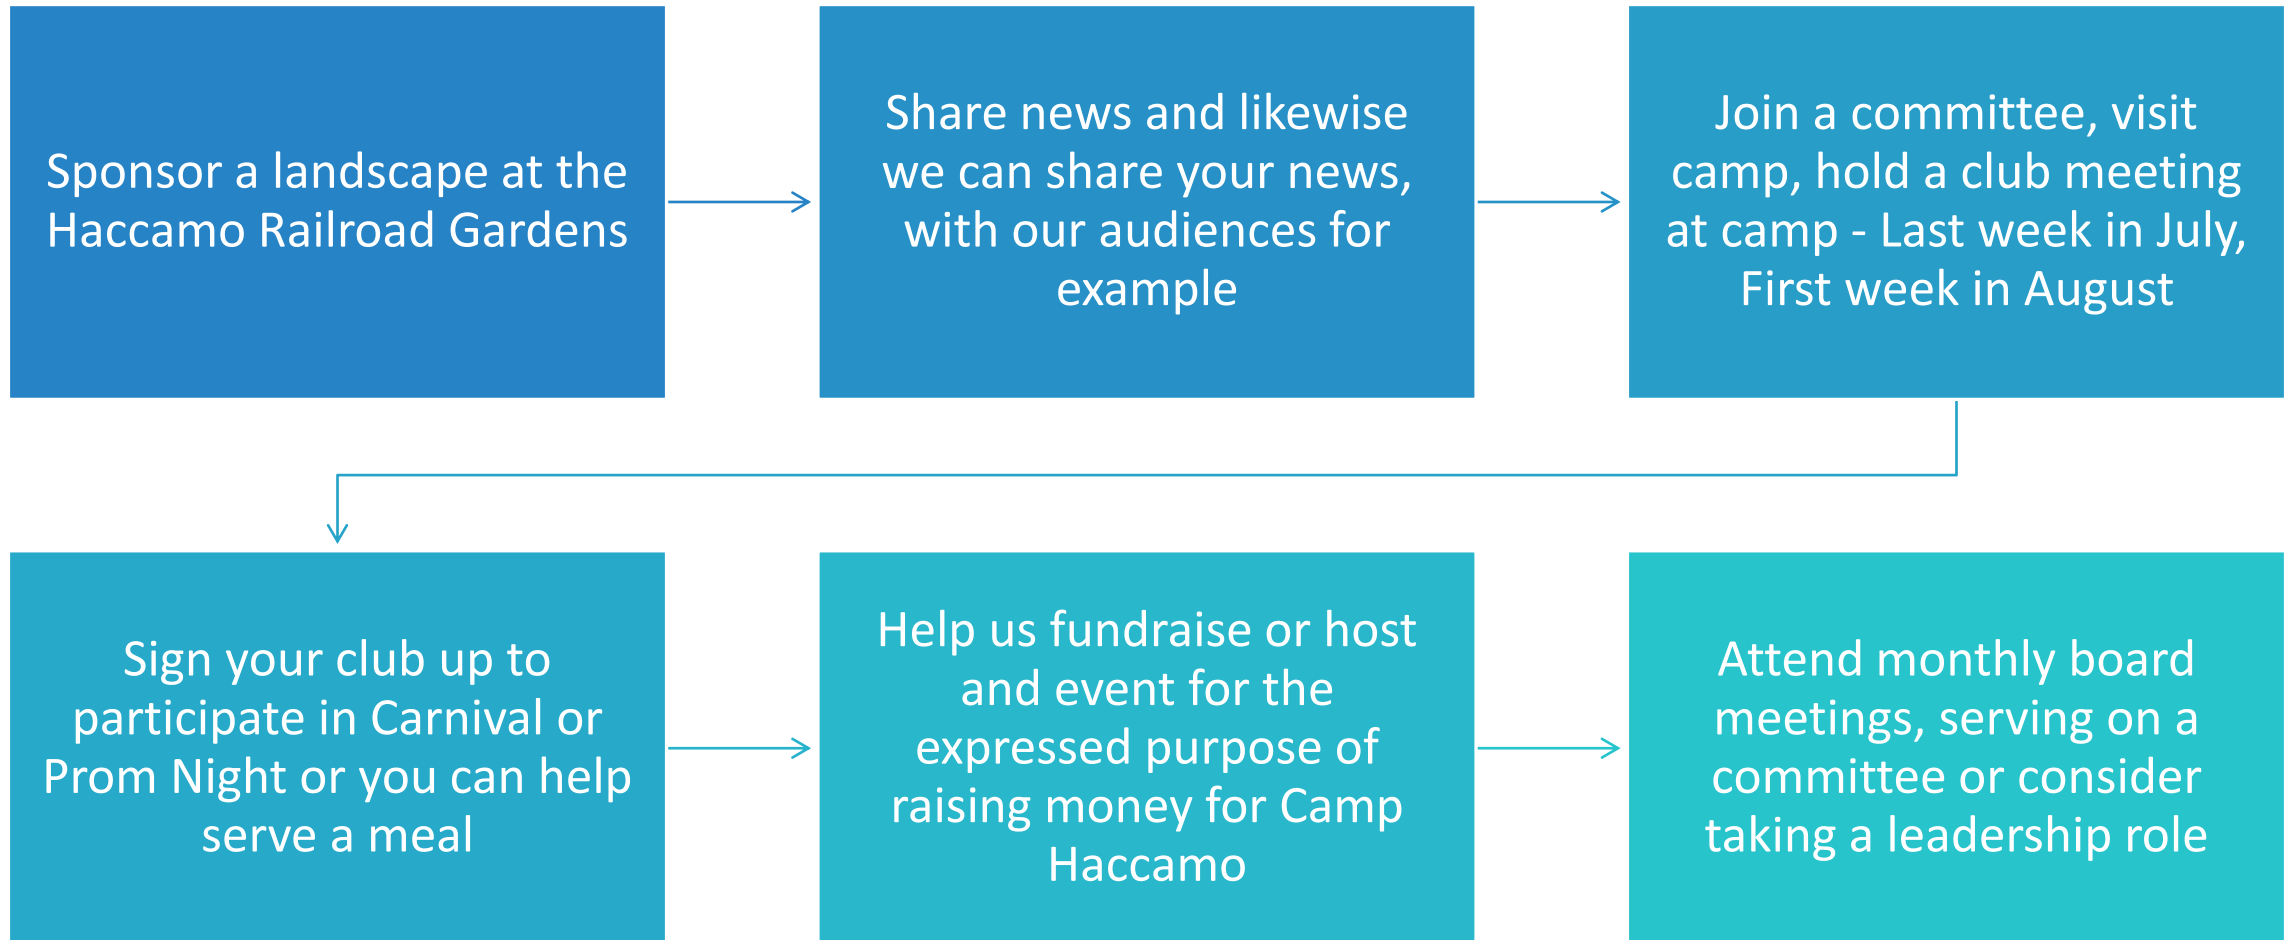 Sponsor a landscape at the
Haccamo Railroad Gardens
Share news and likewise
we can share your news,
with our audiences for
example
Join a committee, visit
camp, hold a club meeting
at camp - Last week in July,
First week in August
Sign your club up to
participate in Carnival or
Prom Night or you can help
serve a meal
Help us fundraise or host
and event for the
expressed purpose of
raising money for Camp
Haccamo
Attend monthly board
meetings, serving on a
committee or consider
taking a leadership role